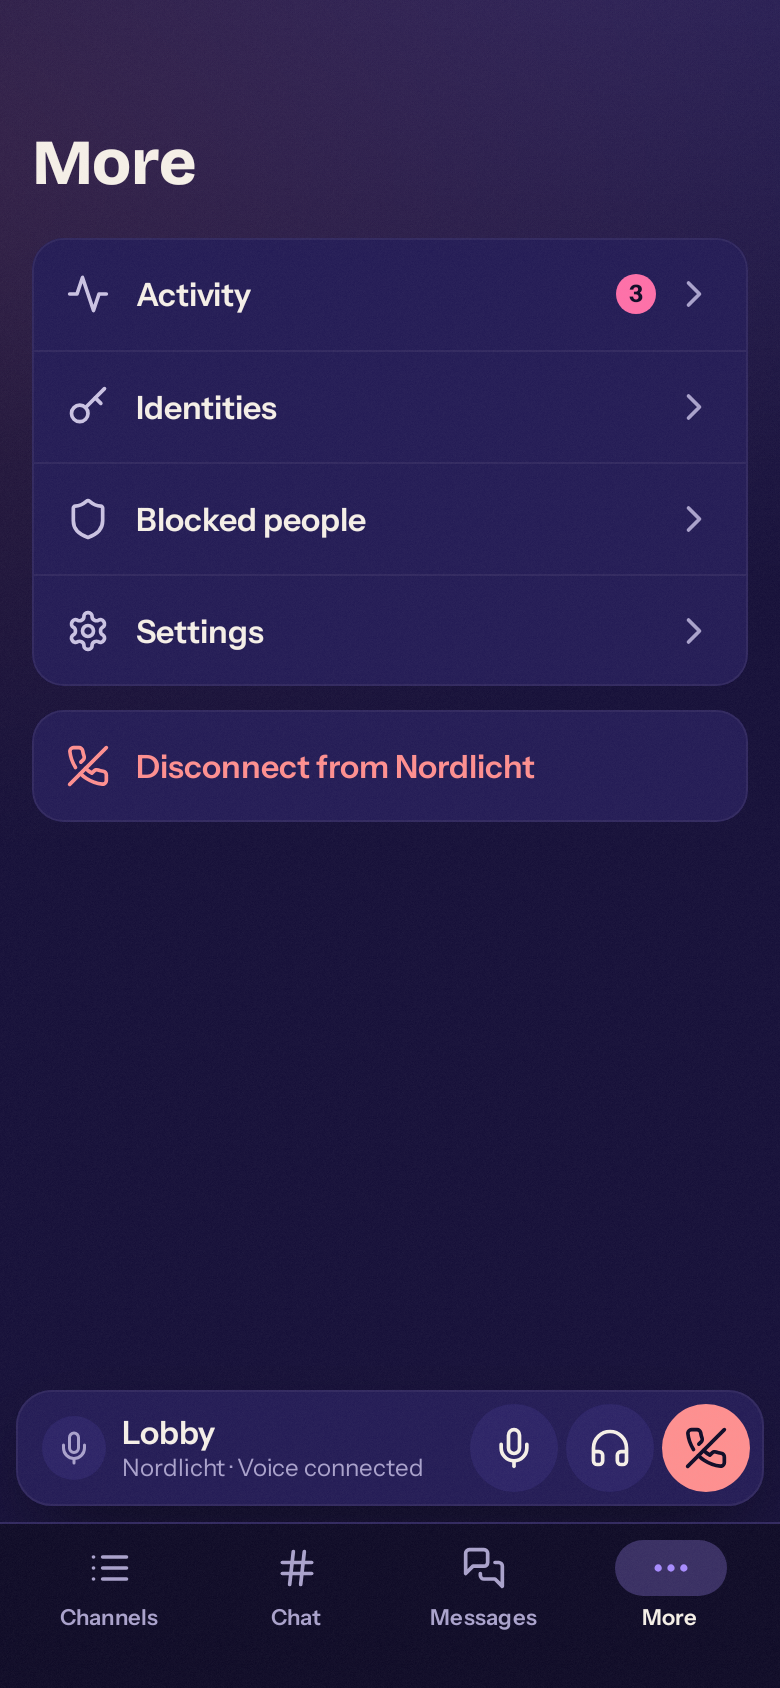 More
Activity
3
Identities
Blocked people
Settings
Disconnect from Nordlicht
Lobby
Nordlicht · Voice connected
Channels
Chat
Messages
More